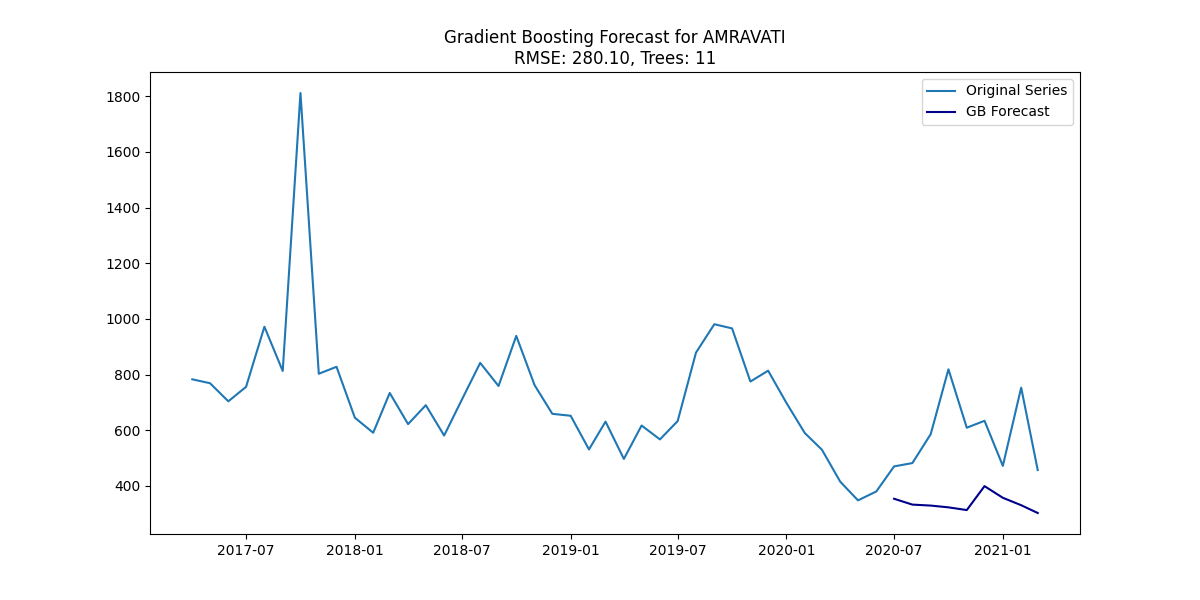 Gradient Boosting Forecast for AMRAVATI
RMSE: 280.10, Trees: 11
Original Series
GB Forecast
1800
1600
1400
1200
1000
800
600
400
2017-07 2018-01 2018-07 2019-01 2019-07 2020-01 2020-07 2021-01